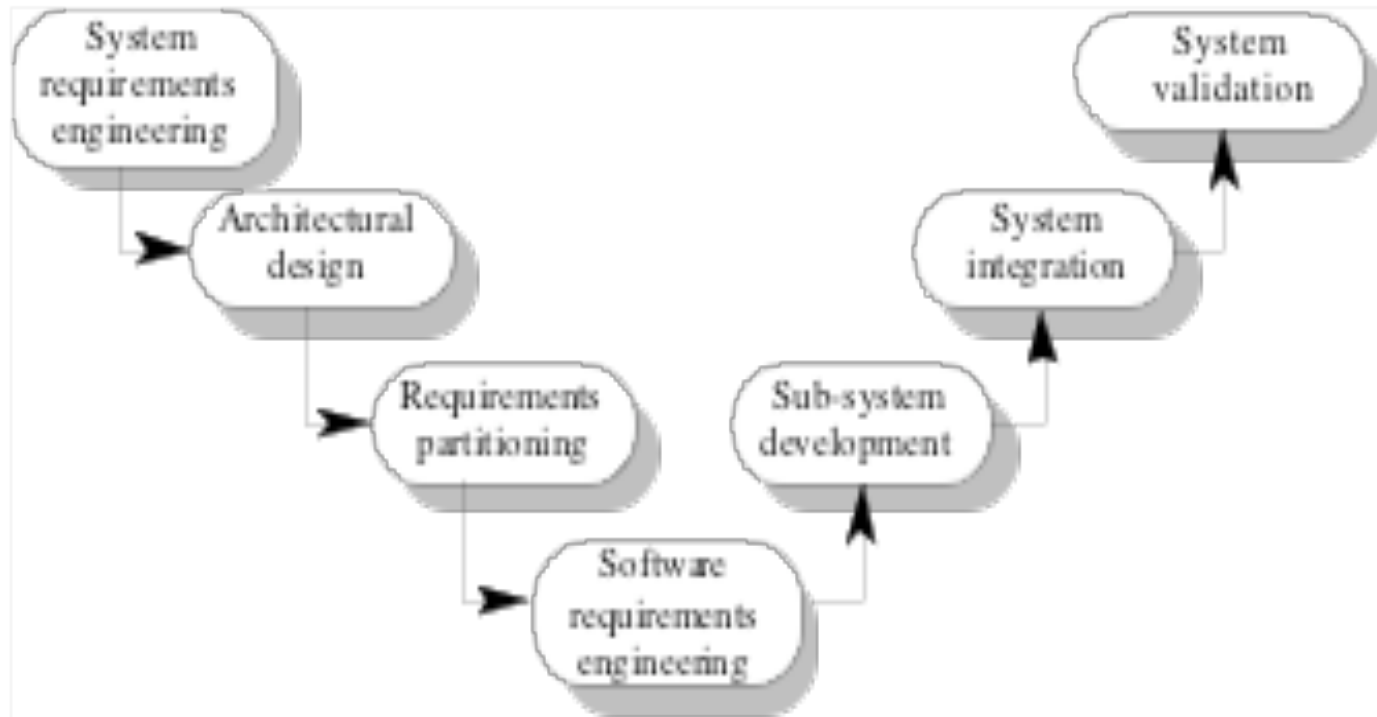 System
requirements
engineering
Architectural
design
Requirements
partitioning
Software
requirements
engineering
Sub-system
development
System
integration
System
validation